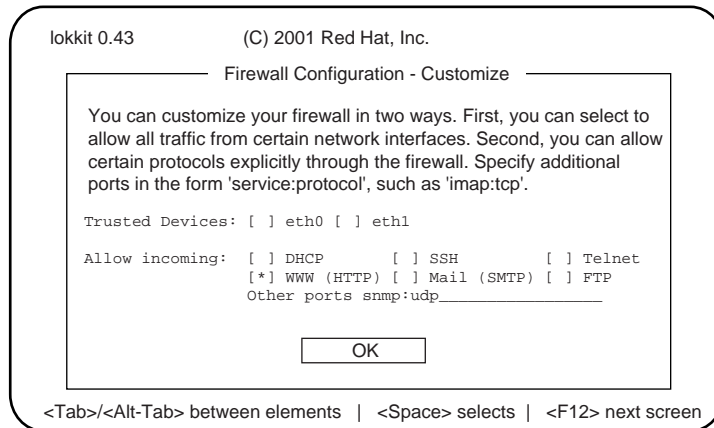 lokkit 0.43 (C) 2001 Red Hat, Inc.
Firewall Configuration - Customize
You can customize your firewall in two ways. First, you can select to
allow all traffic from certain network interfaces. Second, you can allow
certain protocols explicitly through the firewall. Specify additional
ports in the form 'service:protocol', such as 'imap:tcp'.
Trusted Devices: [ ] eth0 [ ] eth1
Allow incoming: [ ] DHCP [ ] SSH [ ] Telnet
[*] WWW (HTTP) [ ] Mail (SMTP) [ ] FTP
Other ports snmp:udp_________________
OK
<Tab>/<Alt-Tab> between elements | <Space> selects | <F12> next screen